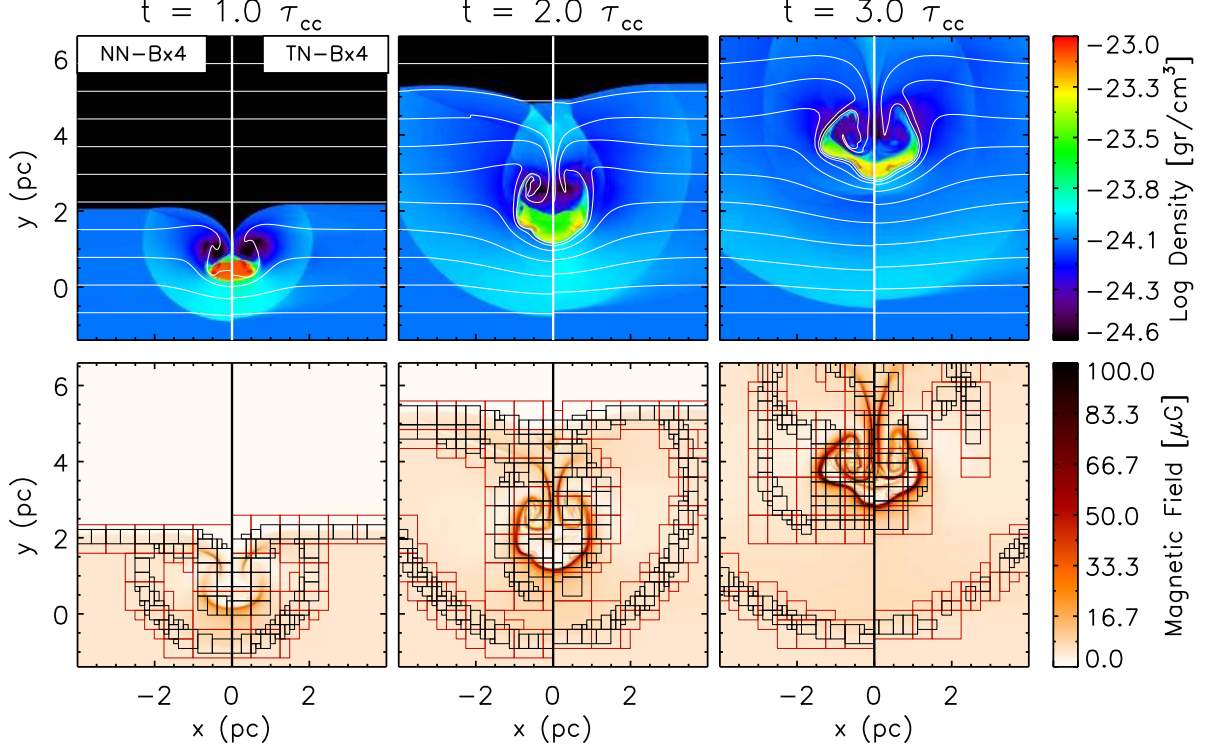 t = 1.0 τcc
t = 2.0 τcc
t = 3.0 τcc
NN-Bx4
TN-Bx4
y (pc)
6
4
2
0
-23.0
-23.3
-23.5
-23.8
-24.1
-24.3
-24.6
Log Density [gr/cm³]
y (pc)
6
4
2
0
-2 0 2
-2 0 2
-2 0 2
x (pc)
x (pc)
x (pc)
100.0
83.3
66.7
50.0
33.3
16.7
0.0
Magnetic Field [μG]